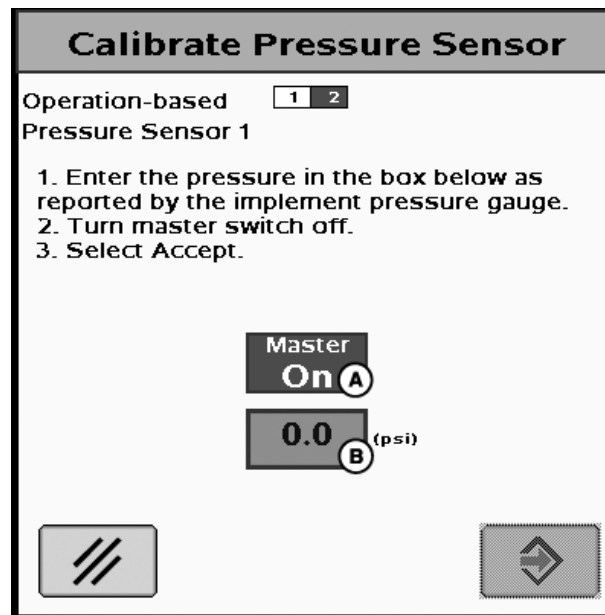 Calibrate Pressure Sensor
Operation-based 1 2
Pressure Sensor 1
1. Enter the pressure in the box below as
reported by the implement pressure gauge.
2. Turn master switch off.
3. Select Accept.
Master
On A
0.0 (psi)
B